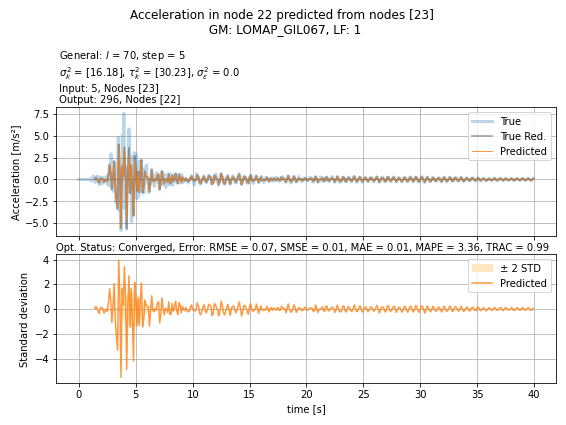 Acceleration in node 22 predicted from nodes [23]
GM: LOMAP_GIL067, LF: 1
General: l = 70, step = 5
σ²ₖ = [16.18], τ²ₖ = [30.23], σ²ε = 0.0
Input: 5, Nodes [23]
Output: 296, Nodes [22]
Acceleration [m/s²]
7.5
5.0
2.5
0.0
−2.5
−5.0
True
True Red.
Predicted
Opt. Status: Converged, Error: RMSE = 0.07, SMSE = 0.01, MAE = 0.01, MAPE = 3.36, TRAC = 0.99
Standard deviation
4
2
0
−2
−4
± 2 STD
Predicted
0 5 10 15 20 25 30 35 40
time [s]